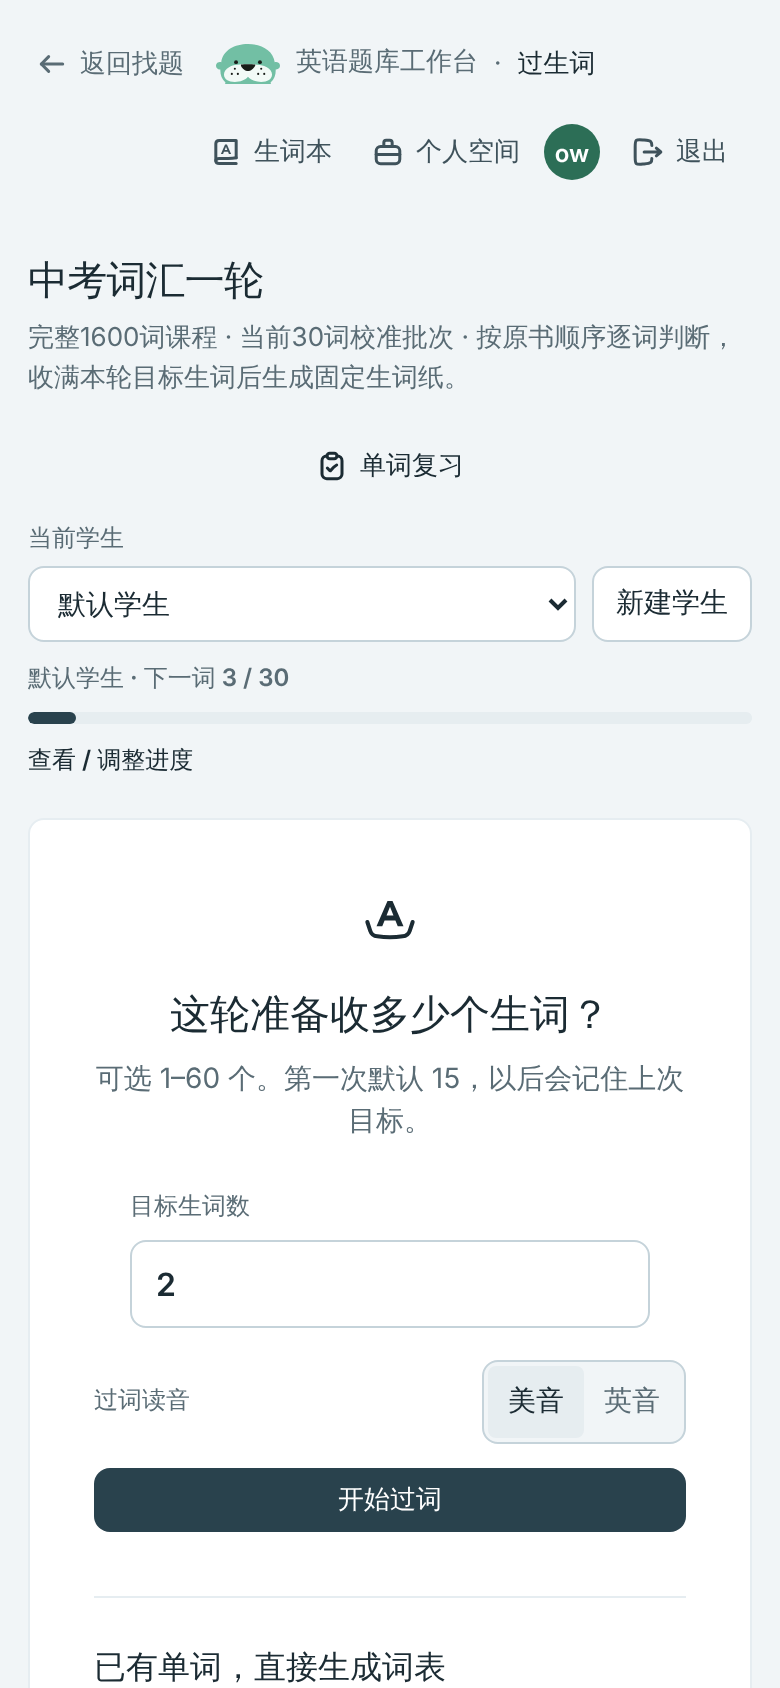 返回找题 英语题库工作台 · 过生词
生词本 个人空间 ow 退出
中考词汇一轮
完整1600词课程 · 当前30词校准批次 · 按原书顺序逐词判断，
收满本轮目标生词后生成固定生词纸。
单词复习
当前学生
默认学生 新建学生
默认学生 · 下一词 3 / 30
查看 / 调整进度
A
这轮准备收多少个生词？
可选 1–60 个。第一次默认 15，以后会记住上次
目标。
目标生词数
2
过词读音 美音 英音
开始过词
已有单词，直接生成词表